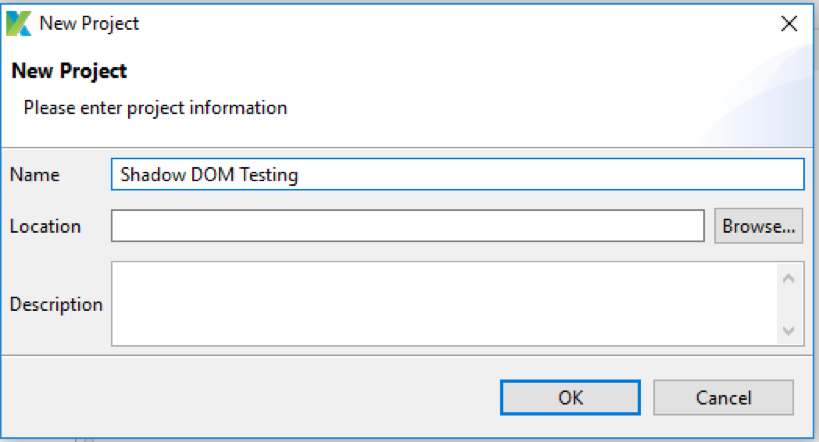 New Project
New Project
Please enter project information
Name Shadow DOM Testing
Location Browse...
Description
OK Cancel